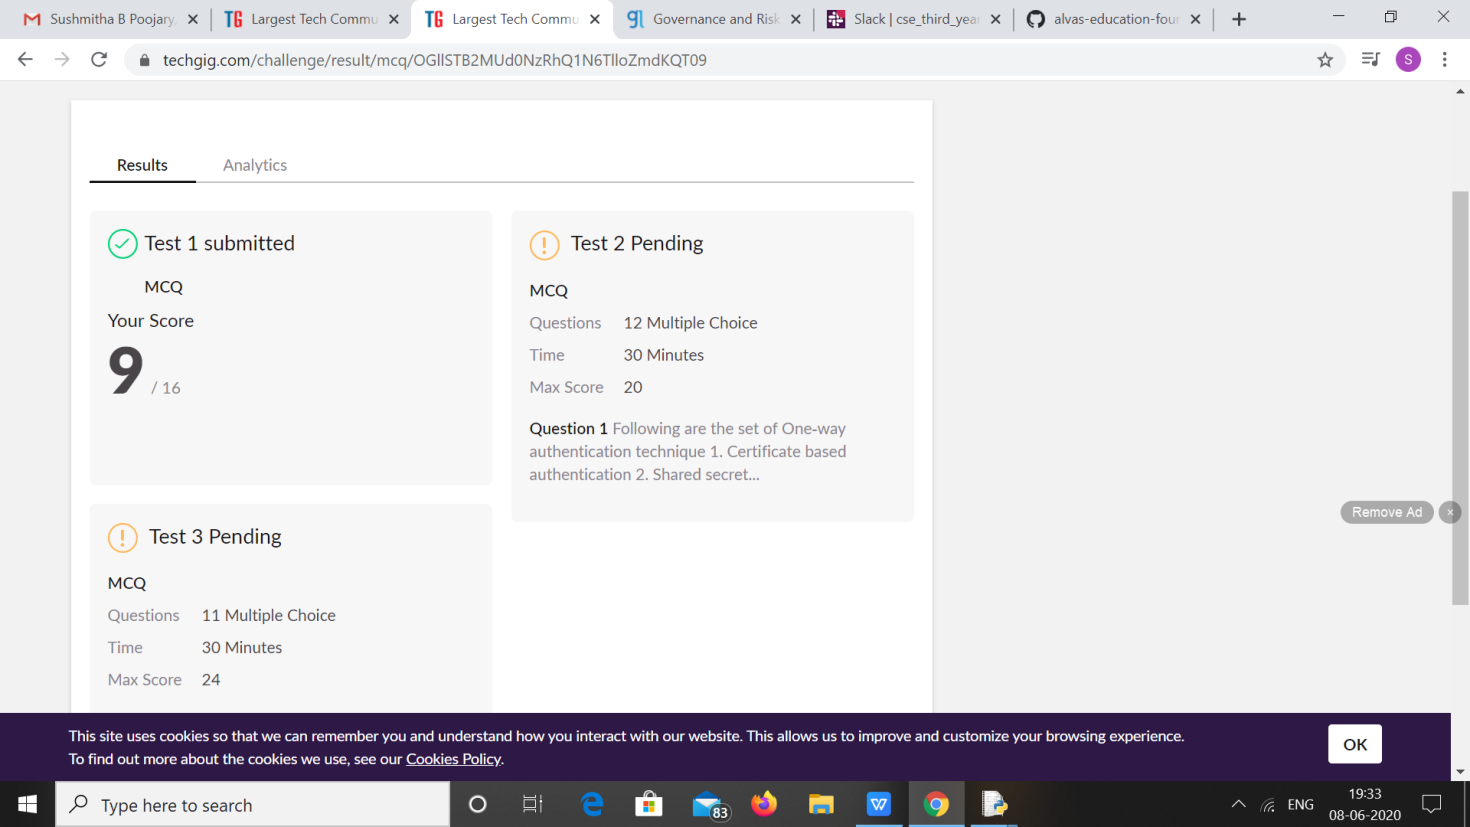 Sushmitha B Poojary,
Largest Tech Commu
Largest Tech Commu
Governance and Risk
Slack | cse_third_year
alvas-education-foun
techgig.com/challenge/result/mcq/OGllSTB2MUd0NzRhQ1N6TlloZmdKQT09
S
Results
Analytics
Test 1 submitted
MCQ
Your Score
9 / 16
Test 2 Pending
MCQ
Questions 12 Multiple Choice
Time 30 Minutes
Max Score 20
Question 1 Following are the set of One-way
authentication technique 1. Certificate based
authentication 2. Shared secret...
Remove Ad ×
Test 3 Pending
MCQ
Questions 11 Multiple Choice
Time 30 Minutes
Max Score 24
This site uses cookies so that we can remember you and understand how you interact with our website. This allows us to improve and customize your browsing experience.
To find out more about the cookies we use, see our Cookies Policy.
OK
Type here to search
83
ENG
19:33
08-06-2020